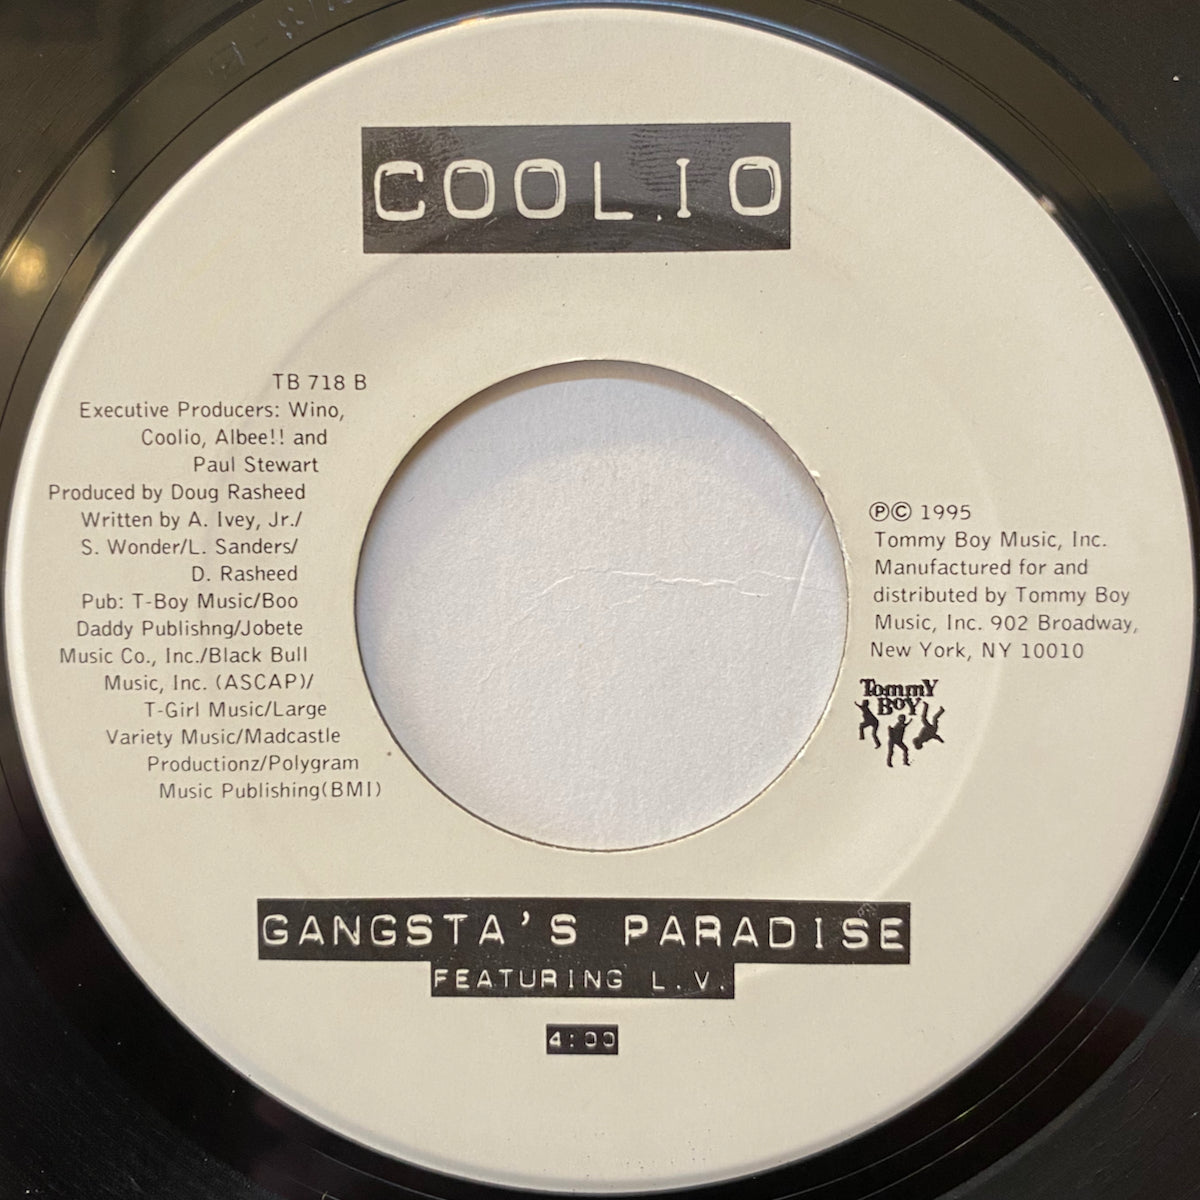 COOLIO
TB 718 B
Executive Producers: Wino,
Coolio, Albee!! and
Paul Stewart
Produced by Doug Rasheed
Written by A. Ivey, Jr./
S. Wonder/L. Sanders/
D. Rasheed
Pub: T-Boy Music/Boo
Daddy Publishng/Jobete
Music Co., Inc./Black Bull
Music, Inc. (ASCAP)/
T-Girl Music/Large
Variety Music/Madcastle
Productionz/Polygram
Music Publishing(BMI)
ⓅⒸ 1995
Tommy Boy Music, Inc.
Manufactured for and
distributed by Tommy Boy
Music, Inc. 902 Broadway,
New York, NY 10010
Tommy
Boy
GANGSTA'S PARADISE
FEATURING L.V.
4:00